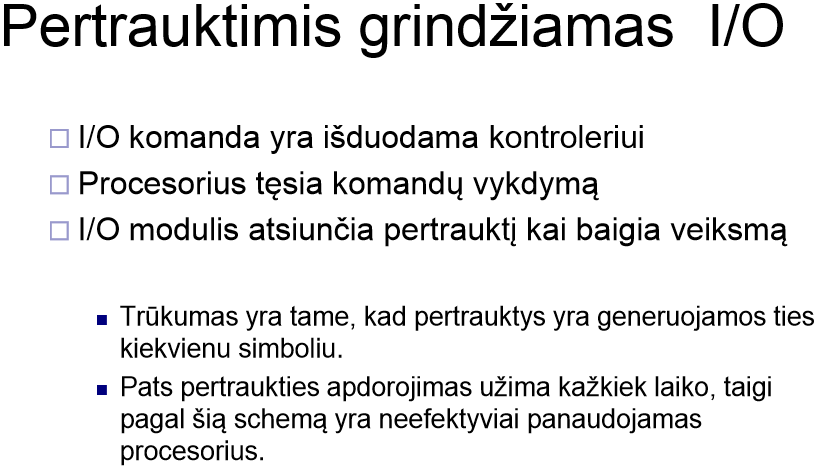 Pertrauktimis grindžiamas I/O
I/O komanda yra išduodama kontroleriui
Procesorius tęsia komandų vykdymą
I/O modulis atsiunčia pertrauktį kai baigia veiksmą
Trūkumas yra tame, kad pertrauktys yra generuojamos ties
kiekvienu simboliu.
Pats pertraukties apdorojimas užima kažkiek laiko, taigi
pagal šią schemą yra neefektyviai panaudojamas
procesorius.